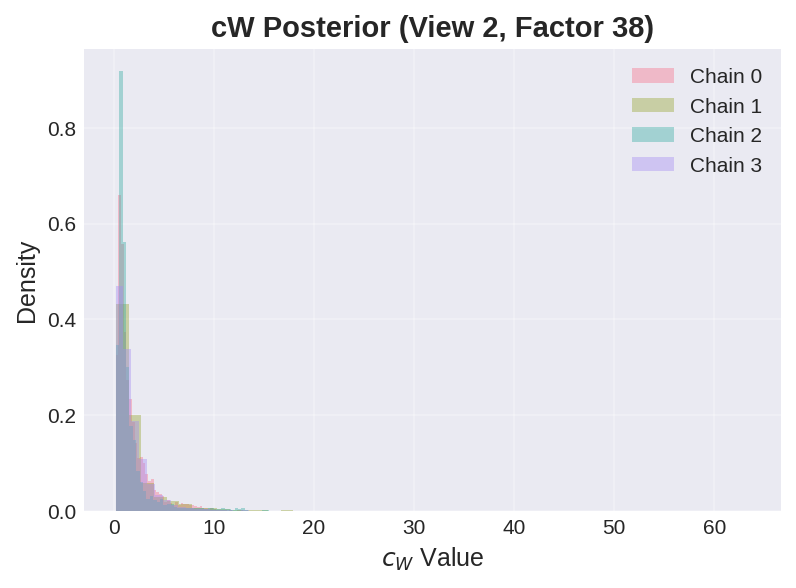 cW Posterior (View 2, Factor 38)
Chain 0
Chain 1
Chain 2
Chain 3
Density
0.8
0.6
0.4
0.2
0.0
0 10 20 30 40 50 60
c_W Value